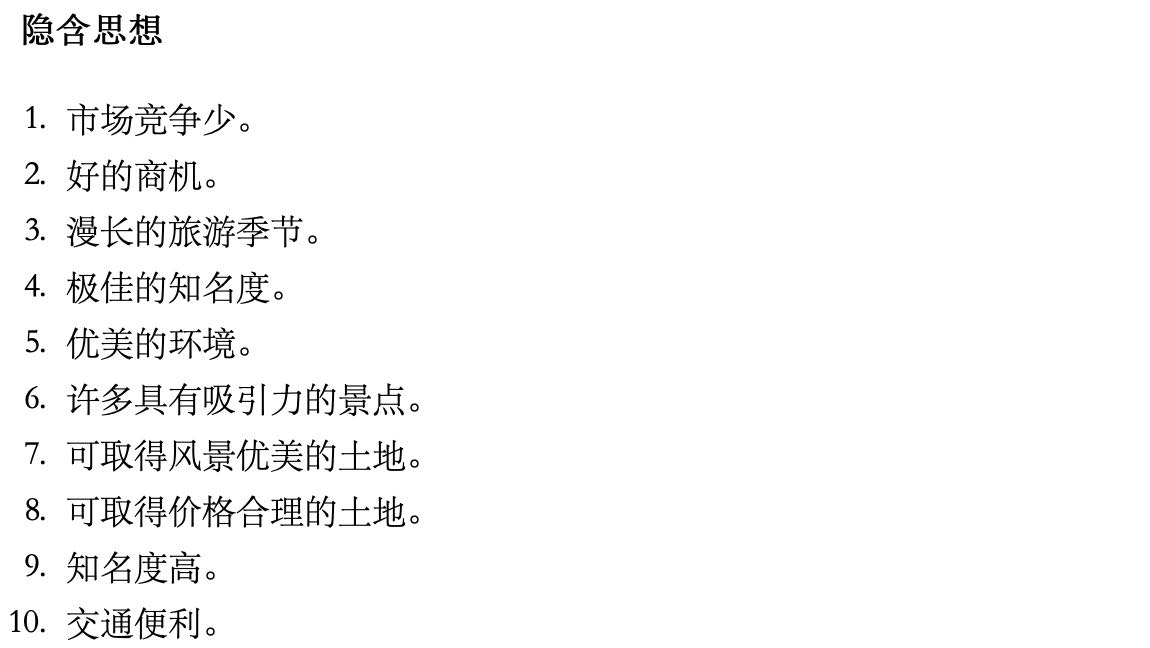 隐含思想
1. 市场竞争少。
2. 好的商机。
3. 漫长的旅游季节。
4. 极佳的知名度。
5. 优美的环境。
6. 许多具有吸引力的景点。
7. 可取得风景优美的土地。
8. 可取得价格合理的土地。
9. 知名度高。
10. 交通便利。